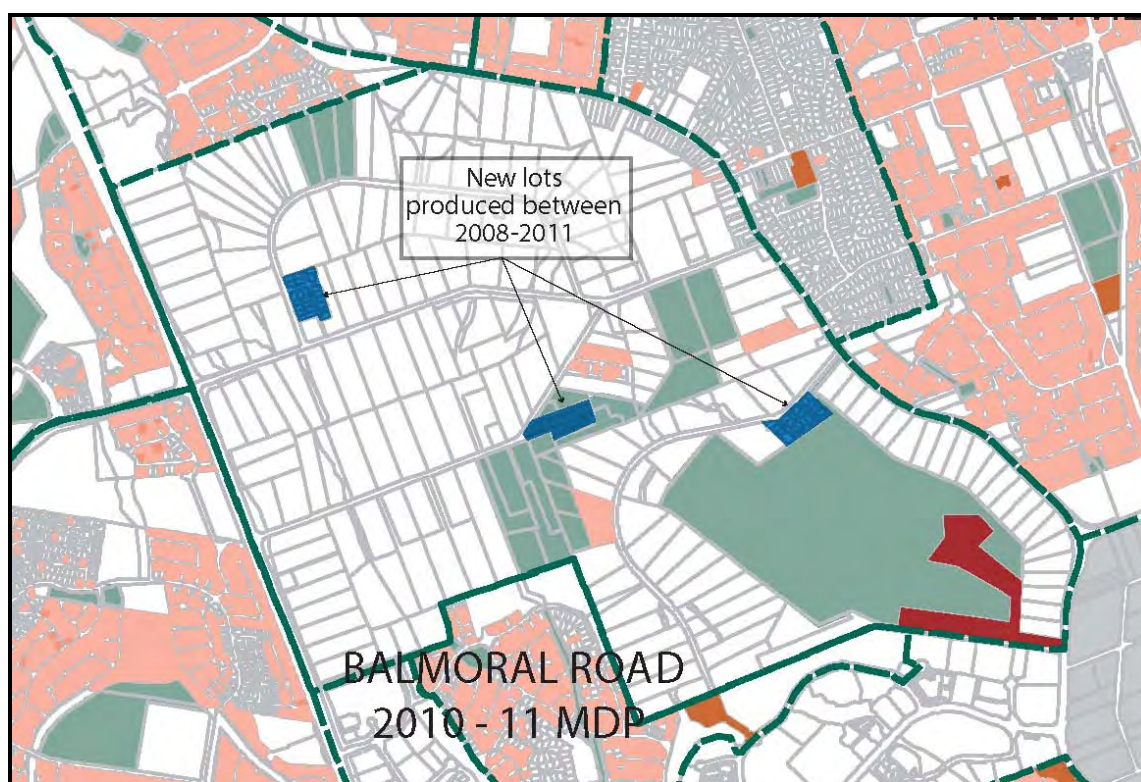 New lots
produced between
2008-2011
BALMORAL ROAD
2010 - 11 MDP